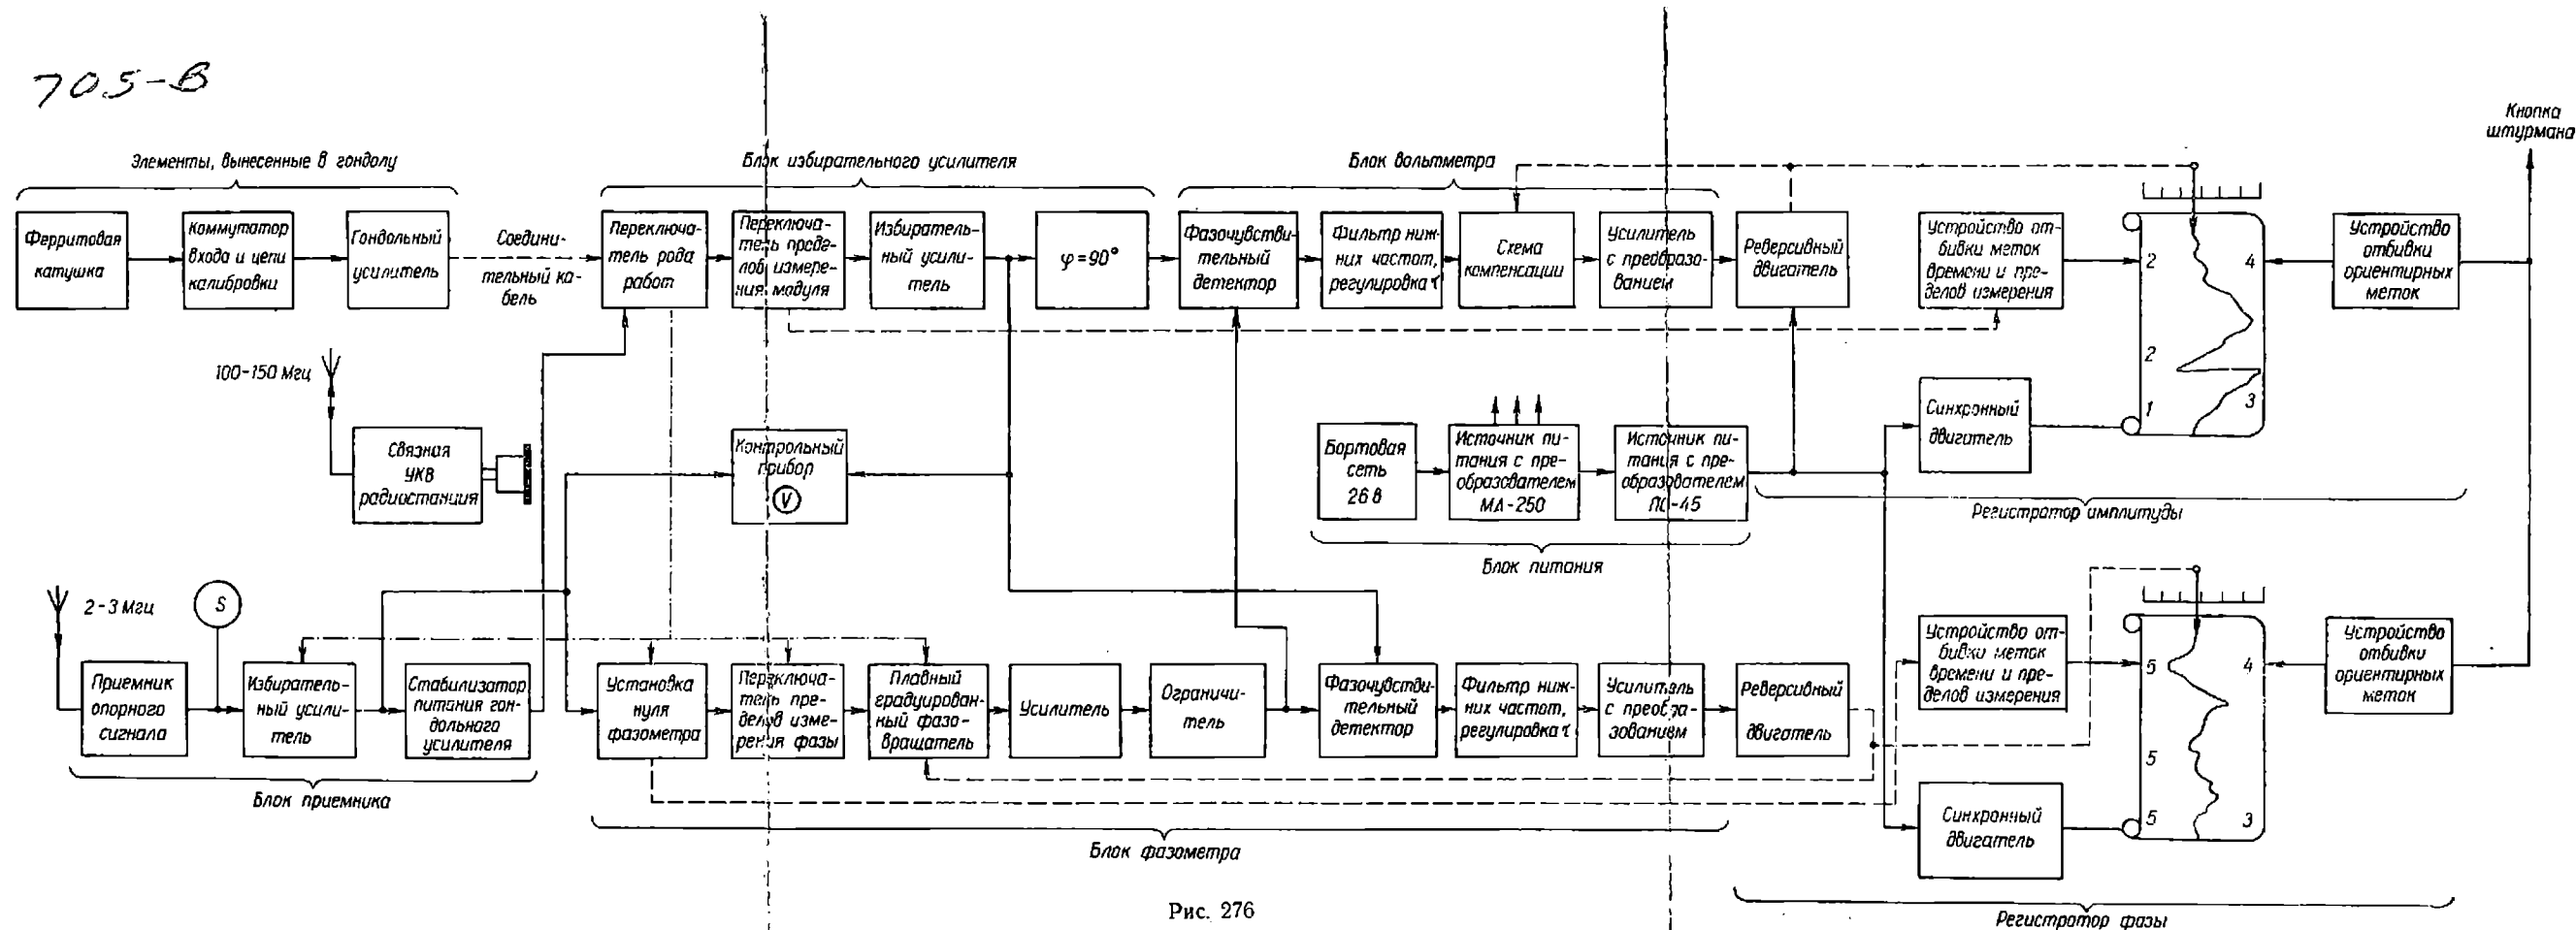 705-В
Кнопка
штурмана
Элементы, вынесенные в гондолу
Блок избирательного усилителя
Блок вольтметра
Ферритовая
катушка
Коммутатор
входа и цепи
калибровки
Гондольный
усилитель
Соедини-
тельный ка-
бель
Переключа-
тель рода
работ
Переключа-
тель преде-
лов измере-
ния модуля
Избиратель-
ный усили-
тель
φ=90°
Фазочувстви-
тельный
детектор
Фильтр ниж-
них частот,
регулировка τ
Схема
компенсации
Усилитель
с преобразо-
ванием
Реверсивный
двигатель
Устройство от-
бивки меток
времени и пре-
делов измерения
2
4
2
1
3
Устройство
отбивки
ориентирных
меток
100-150 Мгц
Связная
УКВ
радиостанция
Контрольный
прибор
V
Бортовая
сеть
26 в
Источник пи-
тания с пре-
образователем
МА-250
Источник пи-
тания с пре-
образователем
ПО-45
Синхронный
двигатель
Регистратор амплитуды
Блок питания
2-3 Мгц
S
Приемник
опорного
сигнала
Избиратель-
ный усили-
тель
Стабилизатор
питания гон-
дольного
усилителя
Установка
нуля
фазометра
Переключа-
тель пре-
делов изме-
рения фазы
Плавный
градуирован-
ный фазо-
вращатель
Усилитель
Ограничи-
тель
Фазочувстви-
тельный
детектор
Фильтр ниж-
них частот,
регулировка τ
Усилитель
с преобра-
зованием
Реверсивный
двигатель
Устройство от-
бивки меток
времени и пре-
делов измерения
5
4
5
5
3
Устройство
отбивки
ориентирных
меток
Синхронный
двигатель
Блок приемника
Блок фазометра
Регистратор фазы
Рис. 276